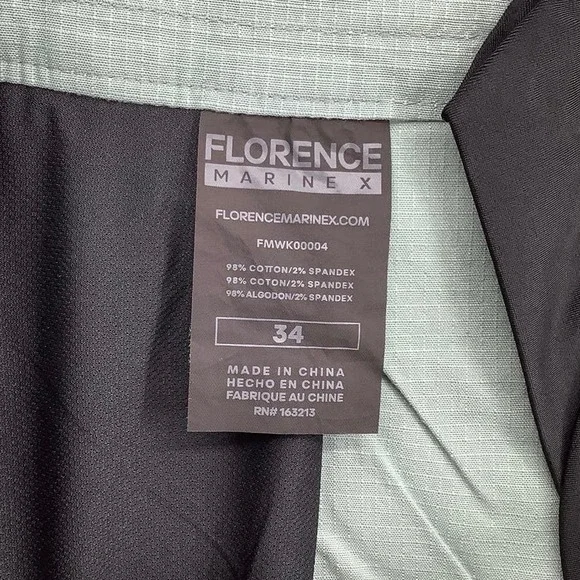 FLORENCE
MARINE X
FLORENCEMARINEX.COM
FMWK00004
98% COTTON/2% SPANDEX
98% COTON/2% SPANDEX
98% ALGODON/2% SPANDEX
34
MADE IN CHINA
HECHO EN CHINA
FABRIQUE AU CHINE
RN# 163213